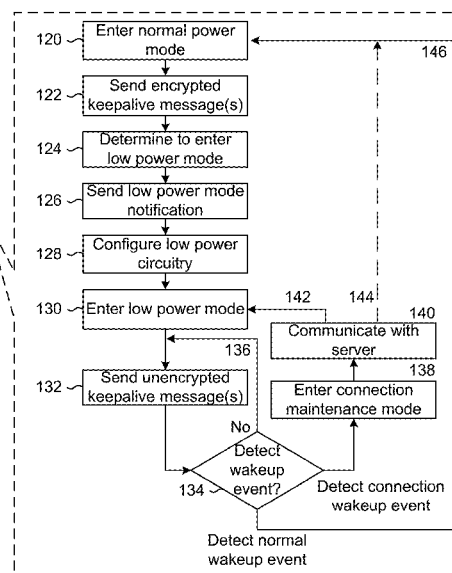 120
Enter normal power
mode
146
122
Send encrypted
keepalive message(s)
124
Determine to enter
low power mode
126
Send low power mode
notification
128
Configure low power
circuitry
130
Enter low power mode
142
144
140
Communicate with
server
136
138
132
Send unencrypted
keepalive message(s)
Enter connection
maintenance mode
No
Detect
wakeup
event?
134
Detect connection
wakeup event
Detect normal
wakeup event